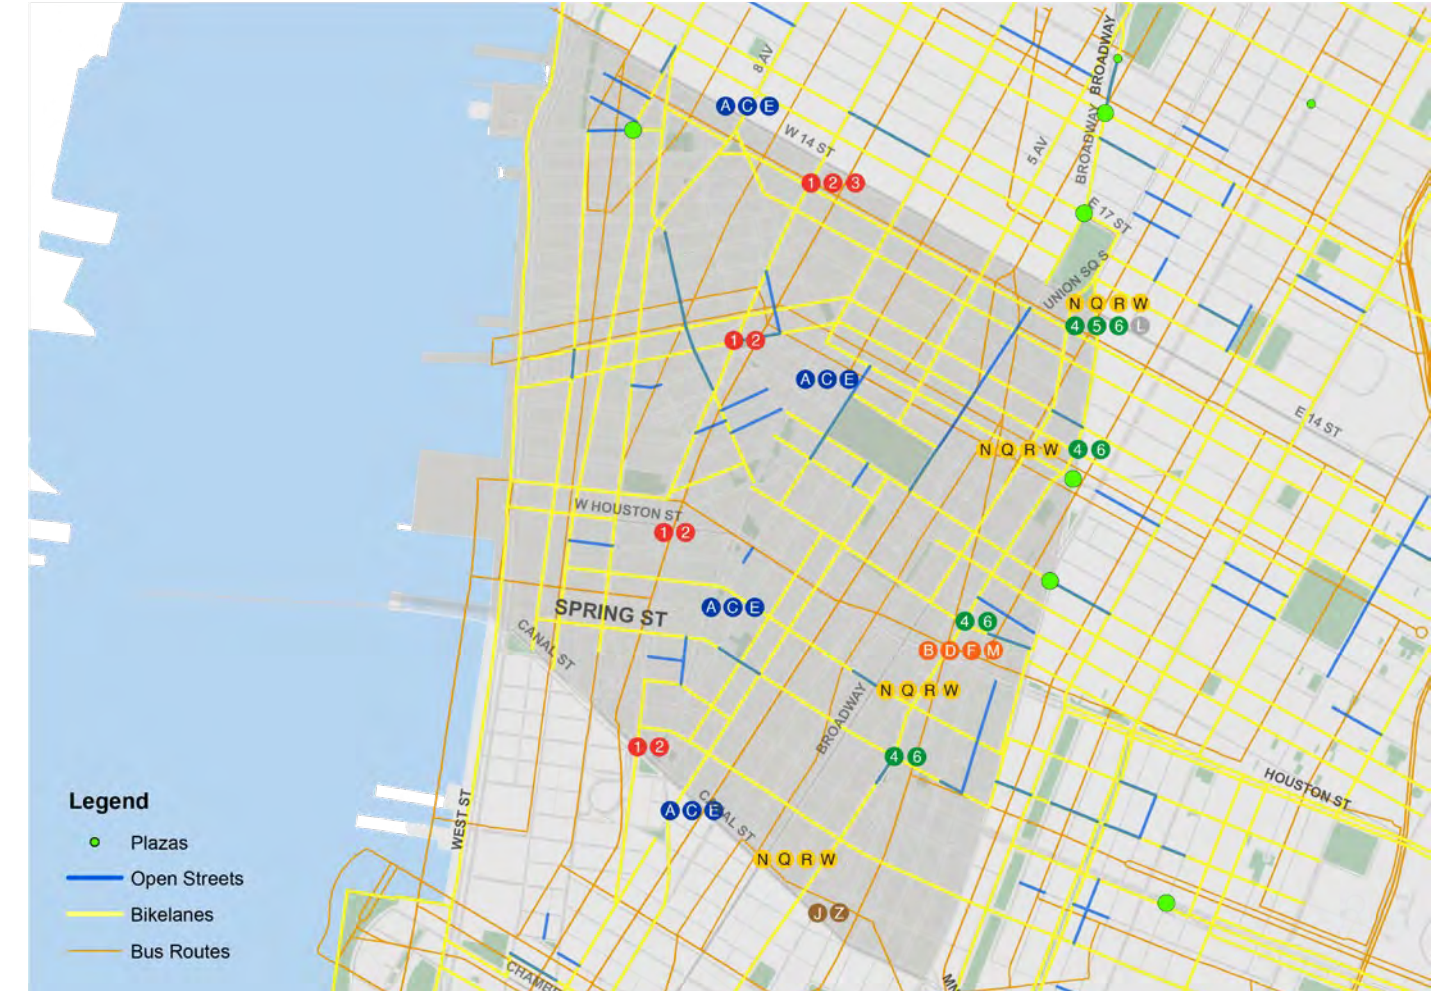 8 AV
BROADWAY
A C E
W 14 ST
5 AV
BROADWAY
1 2 3
E 17 ST
UNION SQ S
N Q R W
4 5 6 L
1 2
A C E
E 14 ST
N Q R W 4 6
W HOUSTON ST
1 2
A C E
SPRING ST
4 6
CANAL ST
B D F M
N Q R W
BROADWAY
1 2
4 6
HOUSTON ST
Legend
A C E
CANAL ST
WEST ST
Plazas
N Q R W
Open Streets
Bikelanes
J Z
Bus Routes